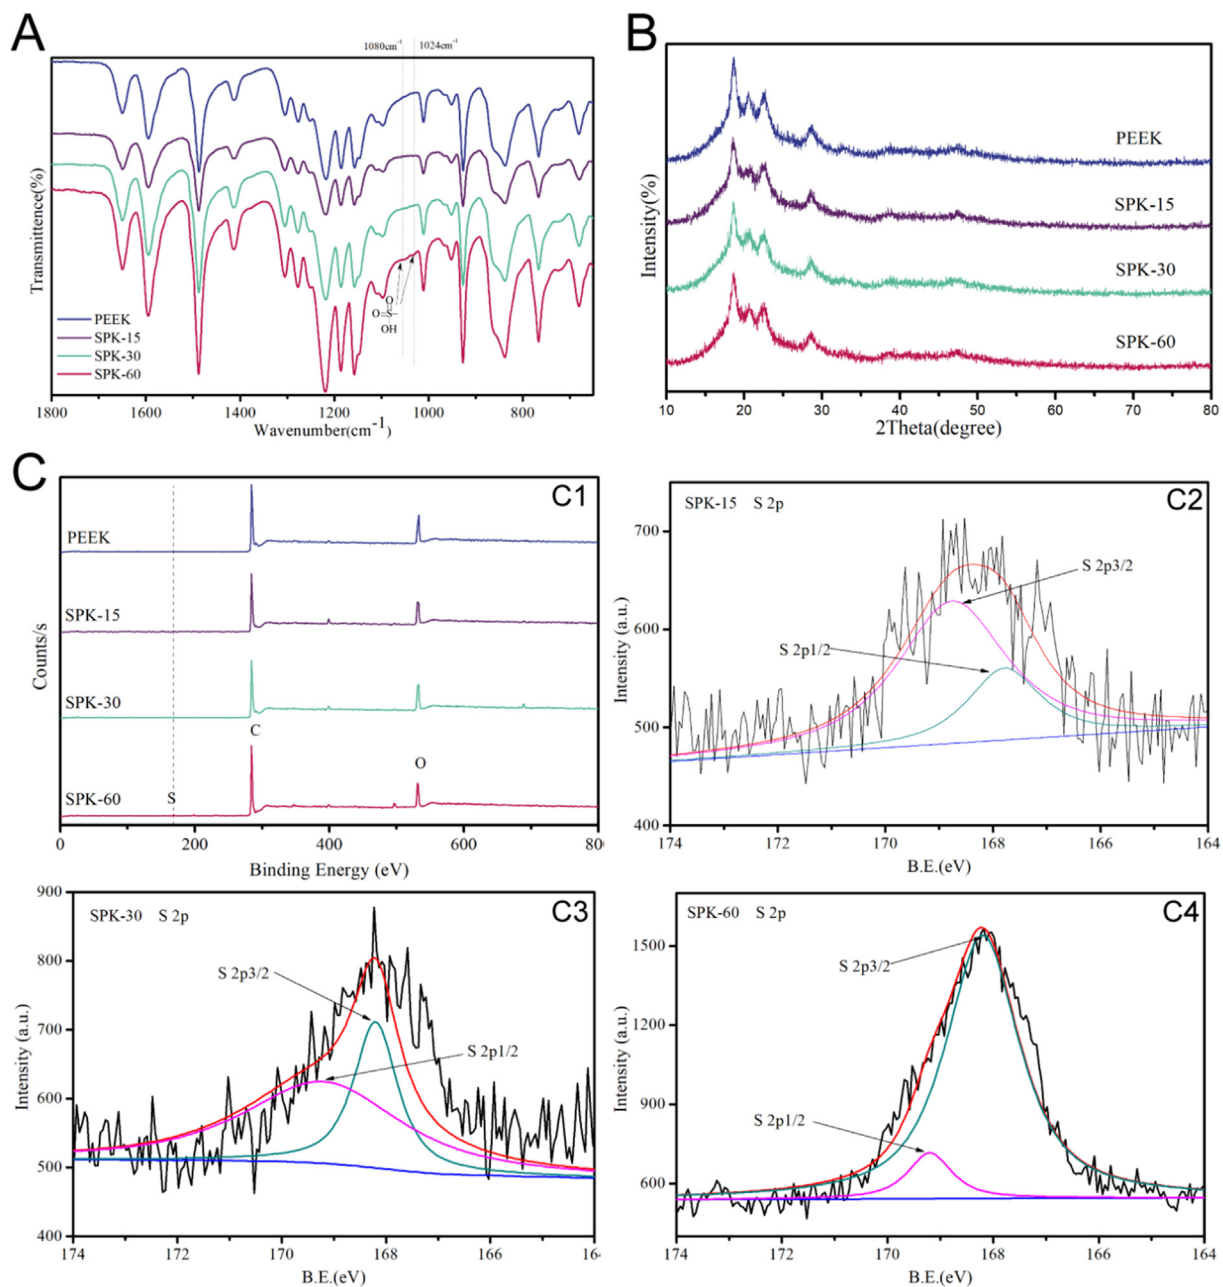 A
1080cm-1 1024cm-1
Transmittence(%)
O
O=S
OH
PEEK
SPK-15
SPK-30
SPK-60
1800 1600 1400 1200 1000 800
Wavenumber(cm-1)
B
Intensity(%)
PEEK
SPK-15
SPK-30
SPK-60
10 20 30 40 50 60 70 80
2Theta(degree)
C
C1
Counts/s
PEEK
SPK-15
SPK-30
C
O
SPK-60 S
0 200 400 600 80
Binding Energy (eV)
SPK-15 S 2p
C2
700
600
500
400
Intensity (a.u.)
S 2p3/2
S 2p1/2
174 172 170 168 166 164
B.E.(eV)
SPK-30 S 2p
C3
900
800
700
600
500
400
Intensity (a.u.)
S 2p3/2
S 2p1/2
174 172 170 168 166 16
B.E.(eV)
SPK-60 S 2p
C4
1500
1200
900
600
Intensity (a.u.)
S 2p3/2
S 2p1/2
174 172 170 168 166 164
B.E.(eV)